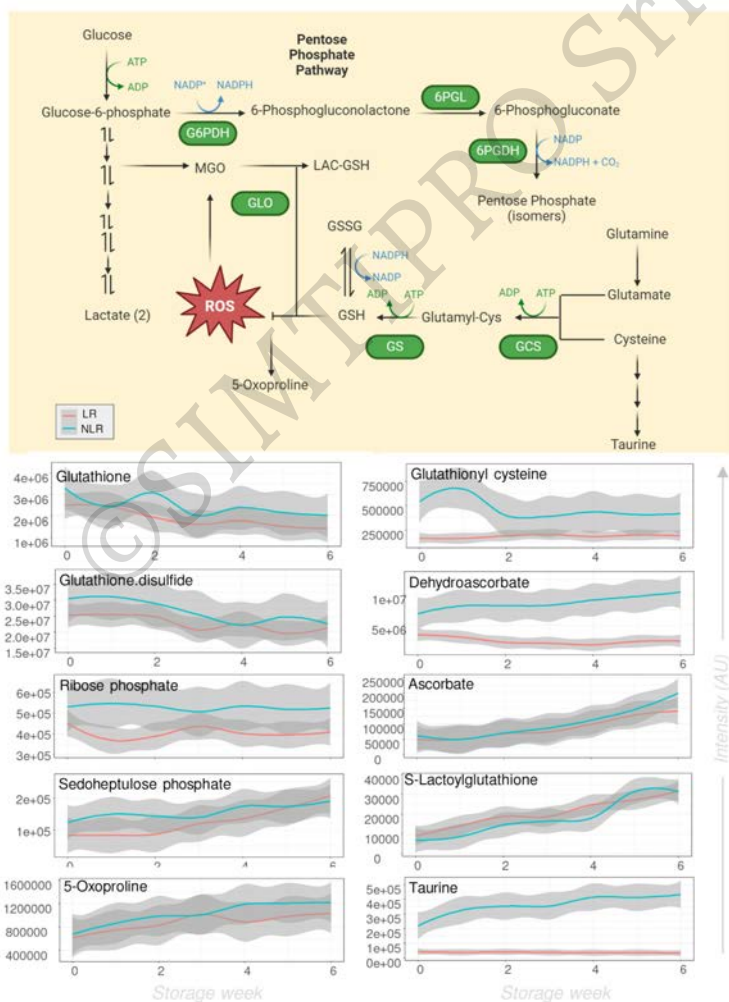 Glucose
ATP
ADP
Pentose
Phosphate
Pathway
NADP⁺ NADPH
Glucose-6-phosphate
6-Phosphogluconolactone
6PGL
6-Phosphogluconate
G6PDH
6PGDH
NADP
NADPH + CO₂
MGO
LAC-GSH
Pentose Phosphate
(isomers)
GLO
GSSG
Glutamine
NADPH
NADP
ROS
ADP ATP
ADP ATP
Glutamate
Lactate (2)
GSH
Glutamyl-Cys
GS
GCS
Cysteine
5-Oxoproline
Taurine
LR
NLR
Glutathione
4e+06
3e+06
2e+06
1e+06
0 2 4 6
Glutathionyl cysteine
750000
500000
250000
0 2 4 6
Glutathione.disulfide
3.5e+07
3.0e+07
2.5e+07
2.0e+07
1.5e+07
0 2 4 6
Dehydroascorbate
1e+07
5e+06
0 2 4 6
Ribose phosphate
6e+05
5e+05
4e+05
3e+05
0 2 4 6
Ascorbate
250000
200000
150000
100000
50000
0
0 2 4 6
Sedoheptulose phosphate
2e+05
1e+05
0 2 4 6
S-Lactoylglutathione
40000
30000
20000
10000
0
0 2 4 6
5-Oxoproline
1600000
1200000
800000
400000
0 2 4 6
Taurine
5e+05
4e+05
3e+05
2e+05
1e+05
0e+00
0 2 4 6
Storage week
Storage week
Intensity (AU)
©SIMTIPRO Srl